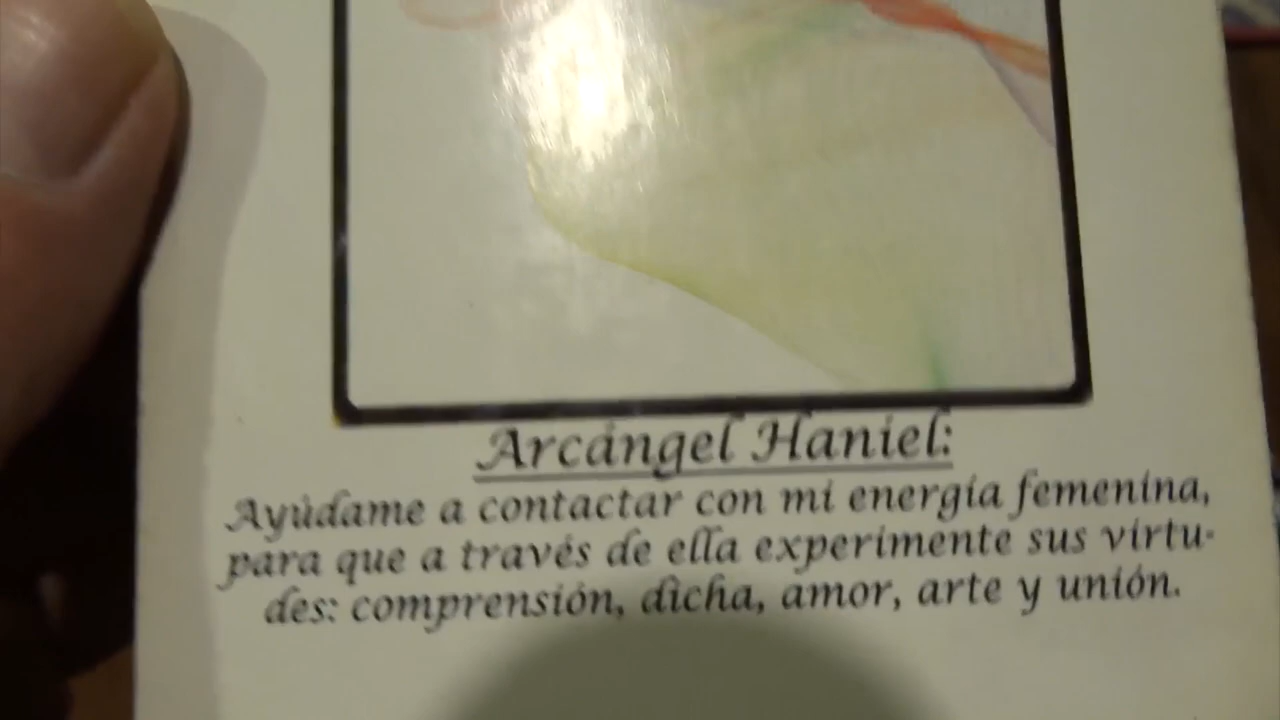 Arcángel Haniel:
Ayúdame a contactar con mi energía femenina,
para que a través de ella experimente sus virtu-
des: comprensión, dicha, amor, arte y unión.